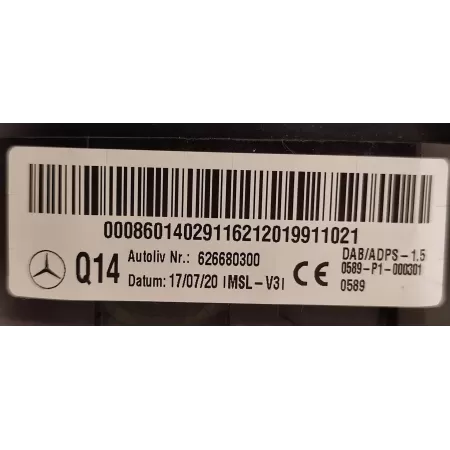 00086014029116212019911021
Q14
Autoliv Nr.: 626680300
Datum: 17/07/20 |MSL-V3|
CE
DAB/ADPS-1.5
0589-P1-000301
0589